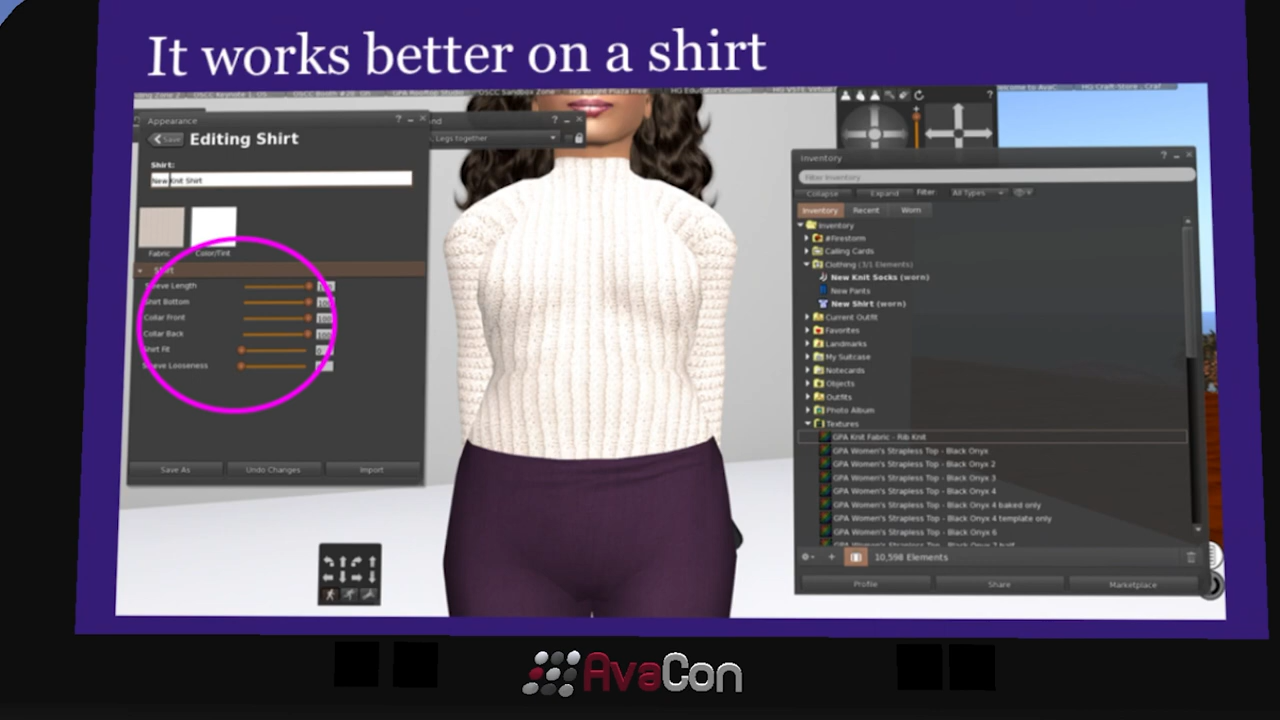 It works better on a shirt
OSCC Sandbox Zone
HG Educators Commo
Appearance
? _ ×
Save
Editing Shirt
Shirt:
New Knit Shirt
Fabric
Color/Tint
Shirt
Sleeve Length
Shirt Bottom
Collar Front
Collar Back
Shirt Fit
Sleeve Looseness
Save As
Undo Changes
Import
Legs together
Inventory
Filter Inventory
Collapse
Expand
Filter
All Types
Inventory
Recent
Worn
Inventory
#Firestorm
Calling Cards
Clothing (3/1 Elements)
New Knit Socks (worn)
New Pants
New Shirt (worn)
Current Outfit
Favorites
Landmarks
My Suitcase
Notecards
Objects
Outfits
Photo Album
Textures
GPA Knit Fabric - Rib Knit
GPA Women's Strapless Top - Black Onyx
GPA Women's Strapless Top - Black Onyx 2
GPA Women's Strapless Top - Black Onyx 3
GPA Women's Strapless Top - Black Onyx 4
GPA Women's Strapless Top - Black Onyx 4 baked only
GPA Women's Strapless Top - Black Onyx 4 template only
GPA Women's Strapless Top - Black Onyx 6
10,598 Elements
Profile
Share
Marketplace
AvaCon